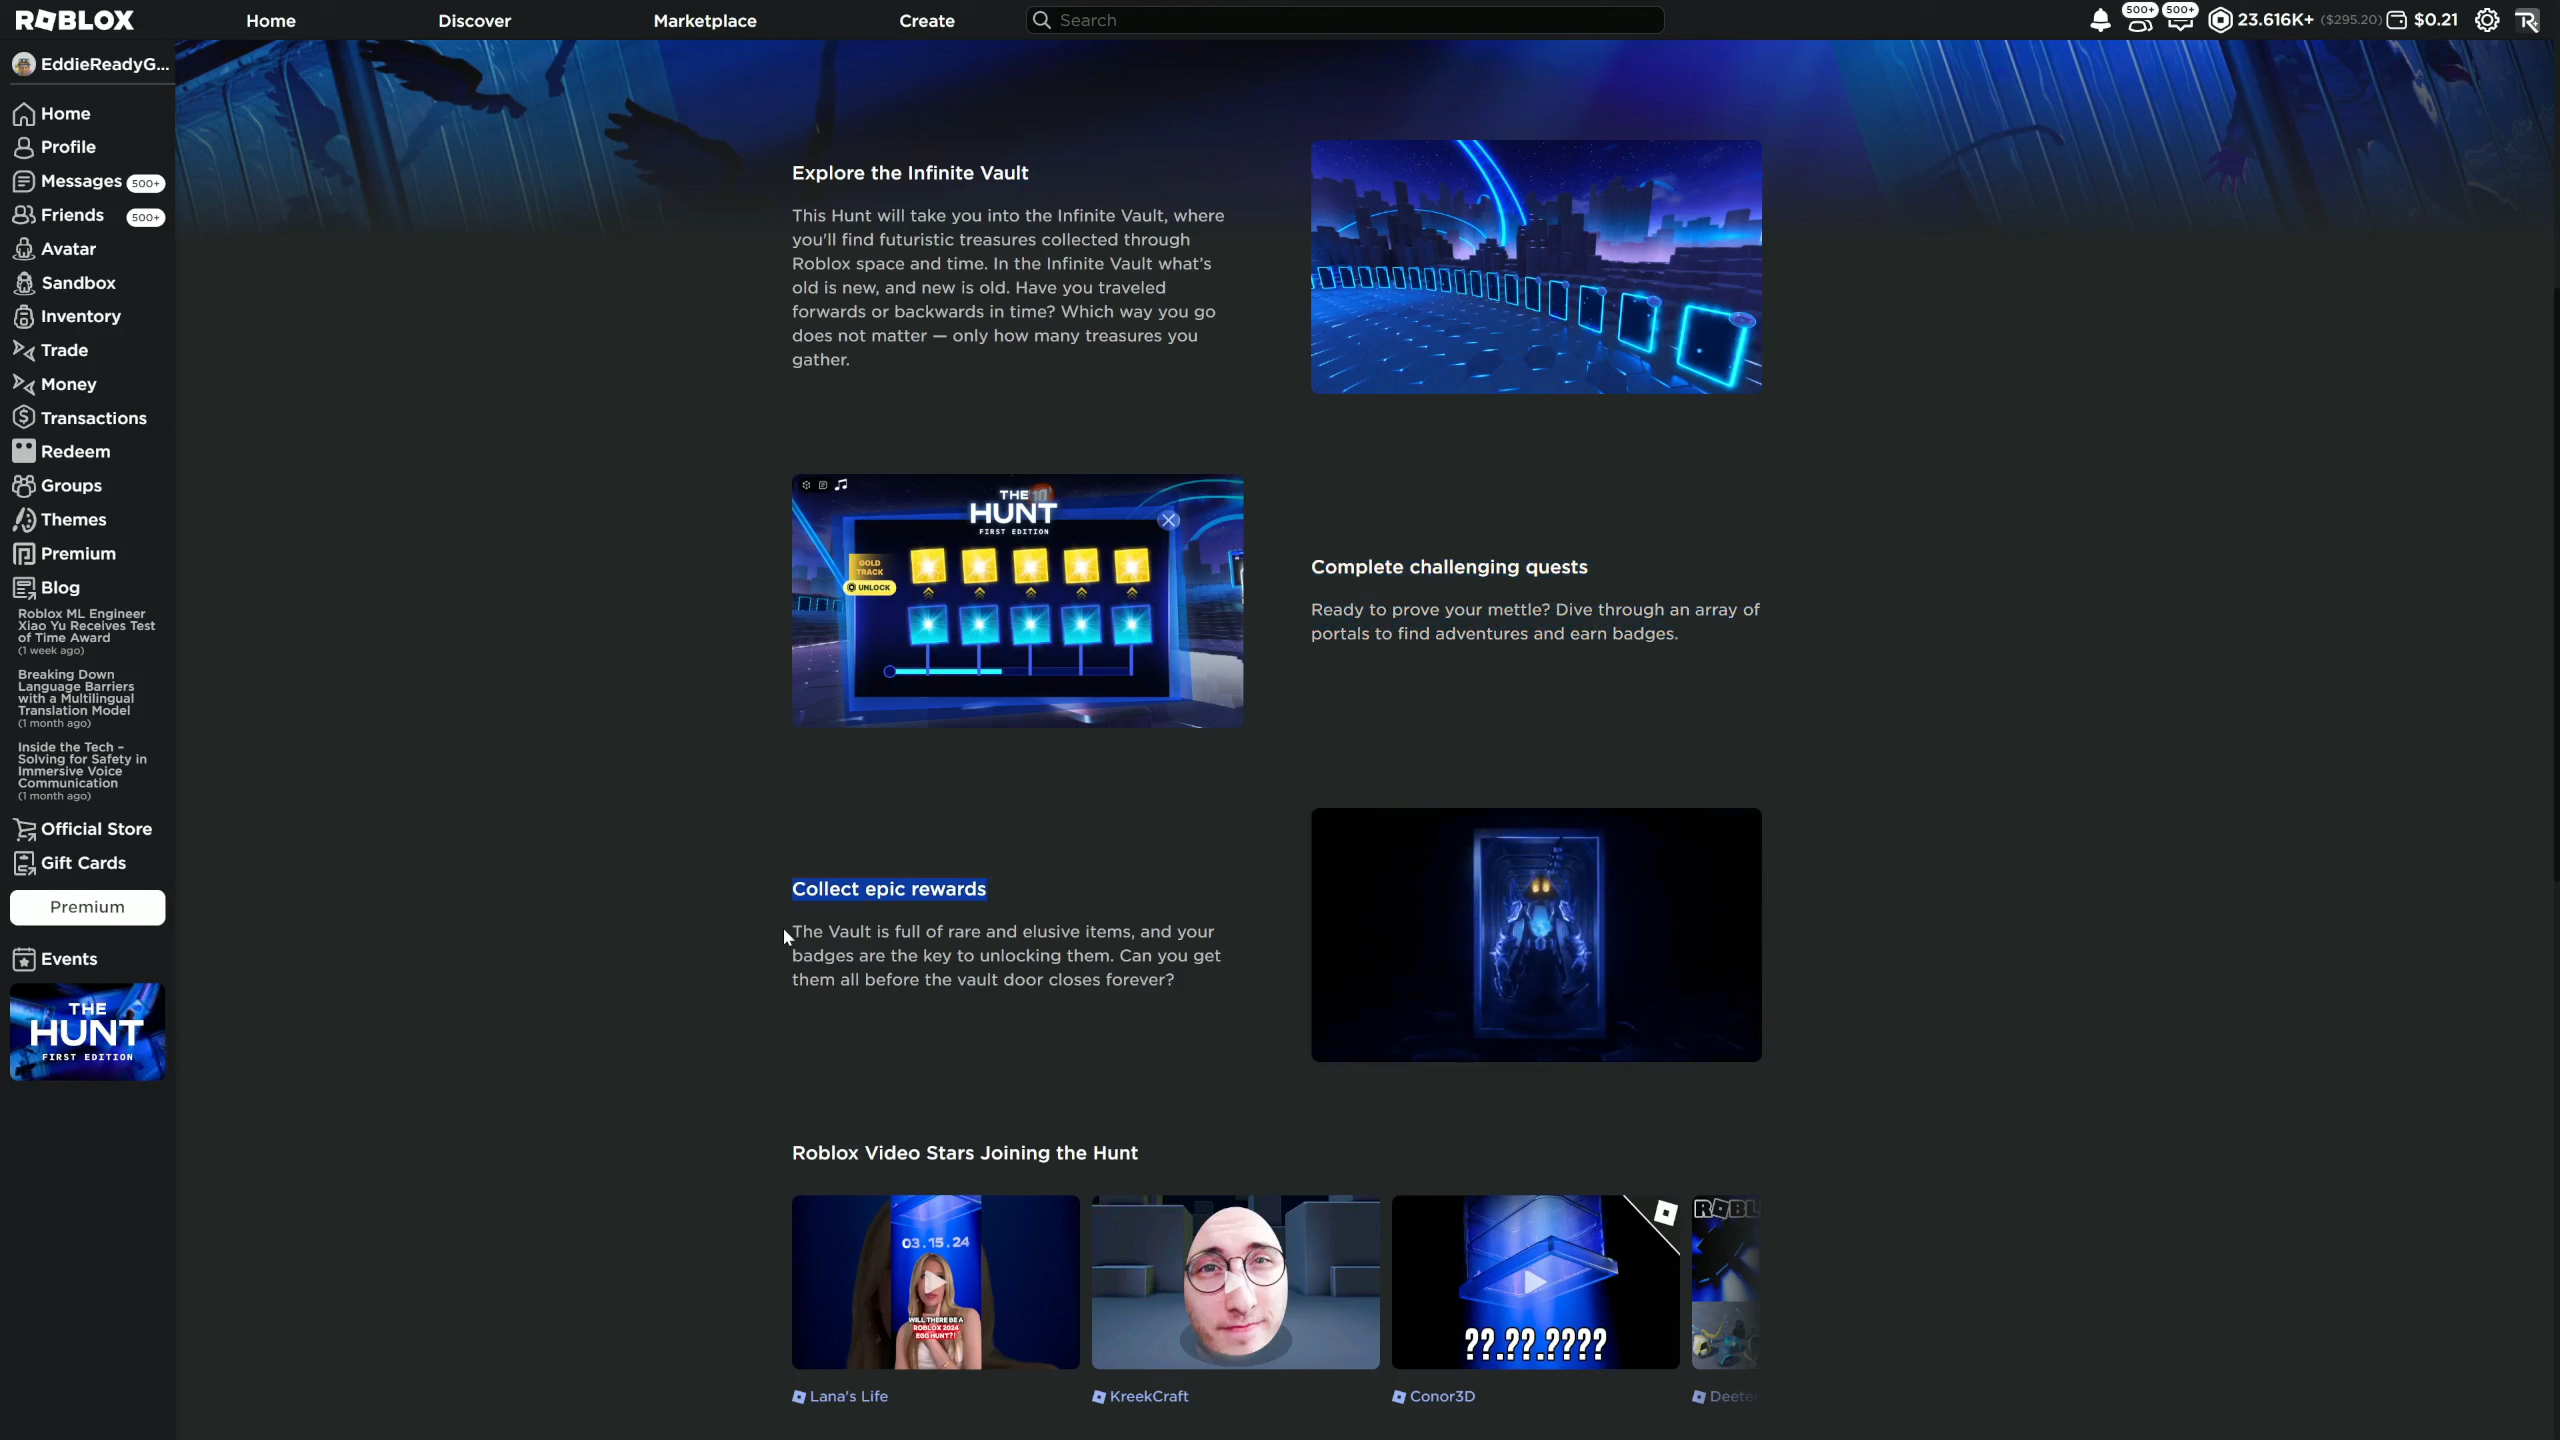 ROBLOX
Home
Discover
Marketplace
Create
Search
500+
500+
23.616K+
($295.20)
$0.21
EddieReadyG...
Home
Profile
Messages
500+
Friends
500+
Avatar
Sandbox
Inventory
Trade
Money
Transactions
Redeem
Groups
Themes
Premium
Blog
Roblox ML Engineer
Xiao Yu Receives Test
of Time Award
(1 week ago)
Breaking Down
Language Barriers
with a Multilingual
Translation Model
(1 month ago)
Inside the Tech –
Solving for Safety in
Immersive Voice
Communication
(1 month ago)
Official Store
Gift Cards
Premium
Events
THE
HUNT
FIRST EDITION
Explore the Infinite Vault
This Hunt will take you into the Infinite Vault, where
you'll find futuristic treasures collected through
Roblox space and time. In the Infinite Vault what's
old is new, and new is old. Have you traveled
forwards or backwards in time? Which way you go
does not matter — only how many treasures you
gather.
THE
HUNT
FIRST EDITION
GOLD
TRACK
UNLOCK
Complete challenging quests
Ready to prove your mettle? Dive through an array of
portals to find adventures and earn badges.
Collect epic rewards
The Vault is full of rare and elusive items, and your
badges are the key to unlocking them. Can you get
them all before the vault door closes forever?
Roblox Video Stars Joining the Hunt
03.15.24
WILL THERE BE A
ROBLOX 2024
EGG HUNT?!
??.??.????
ROBL
Lana's Life
KreekCraft
Conor3D
Deeter